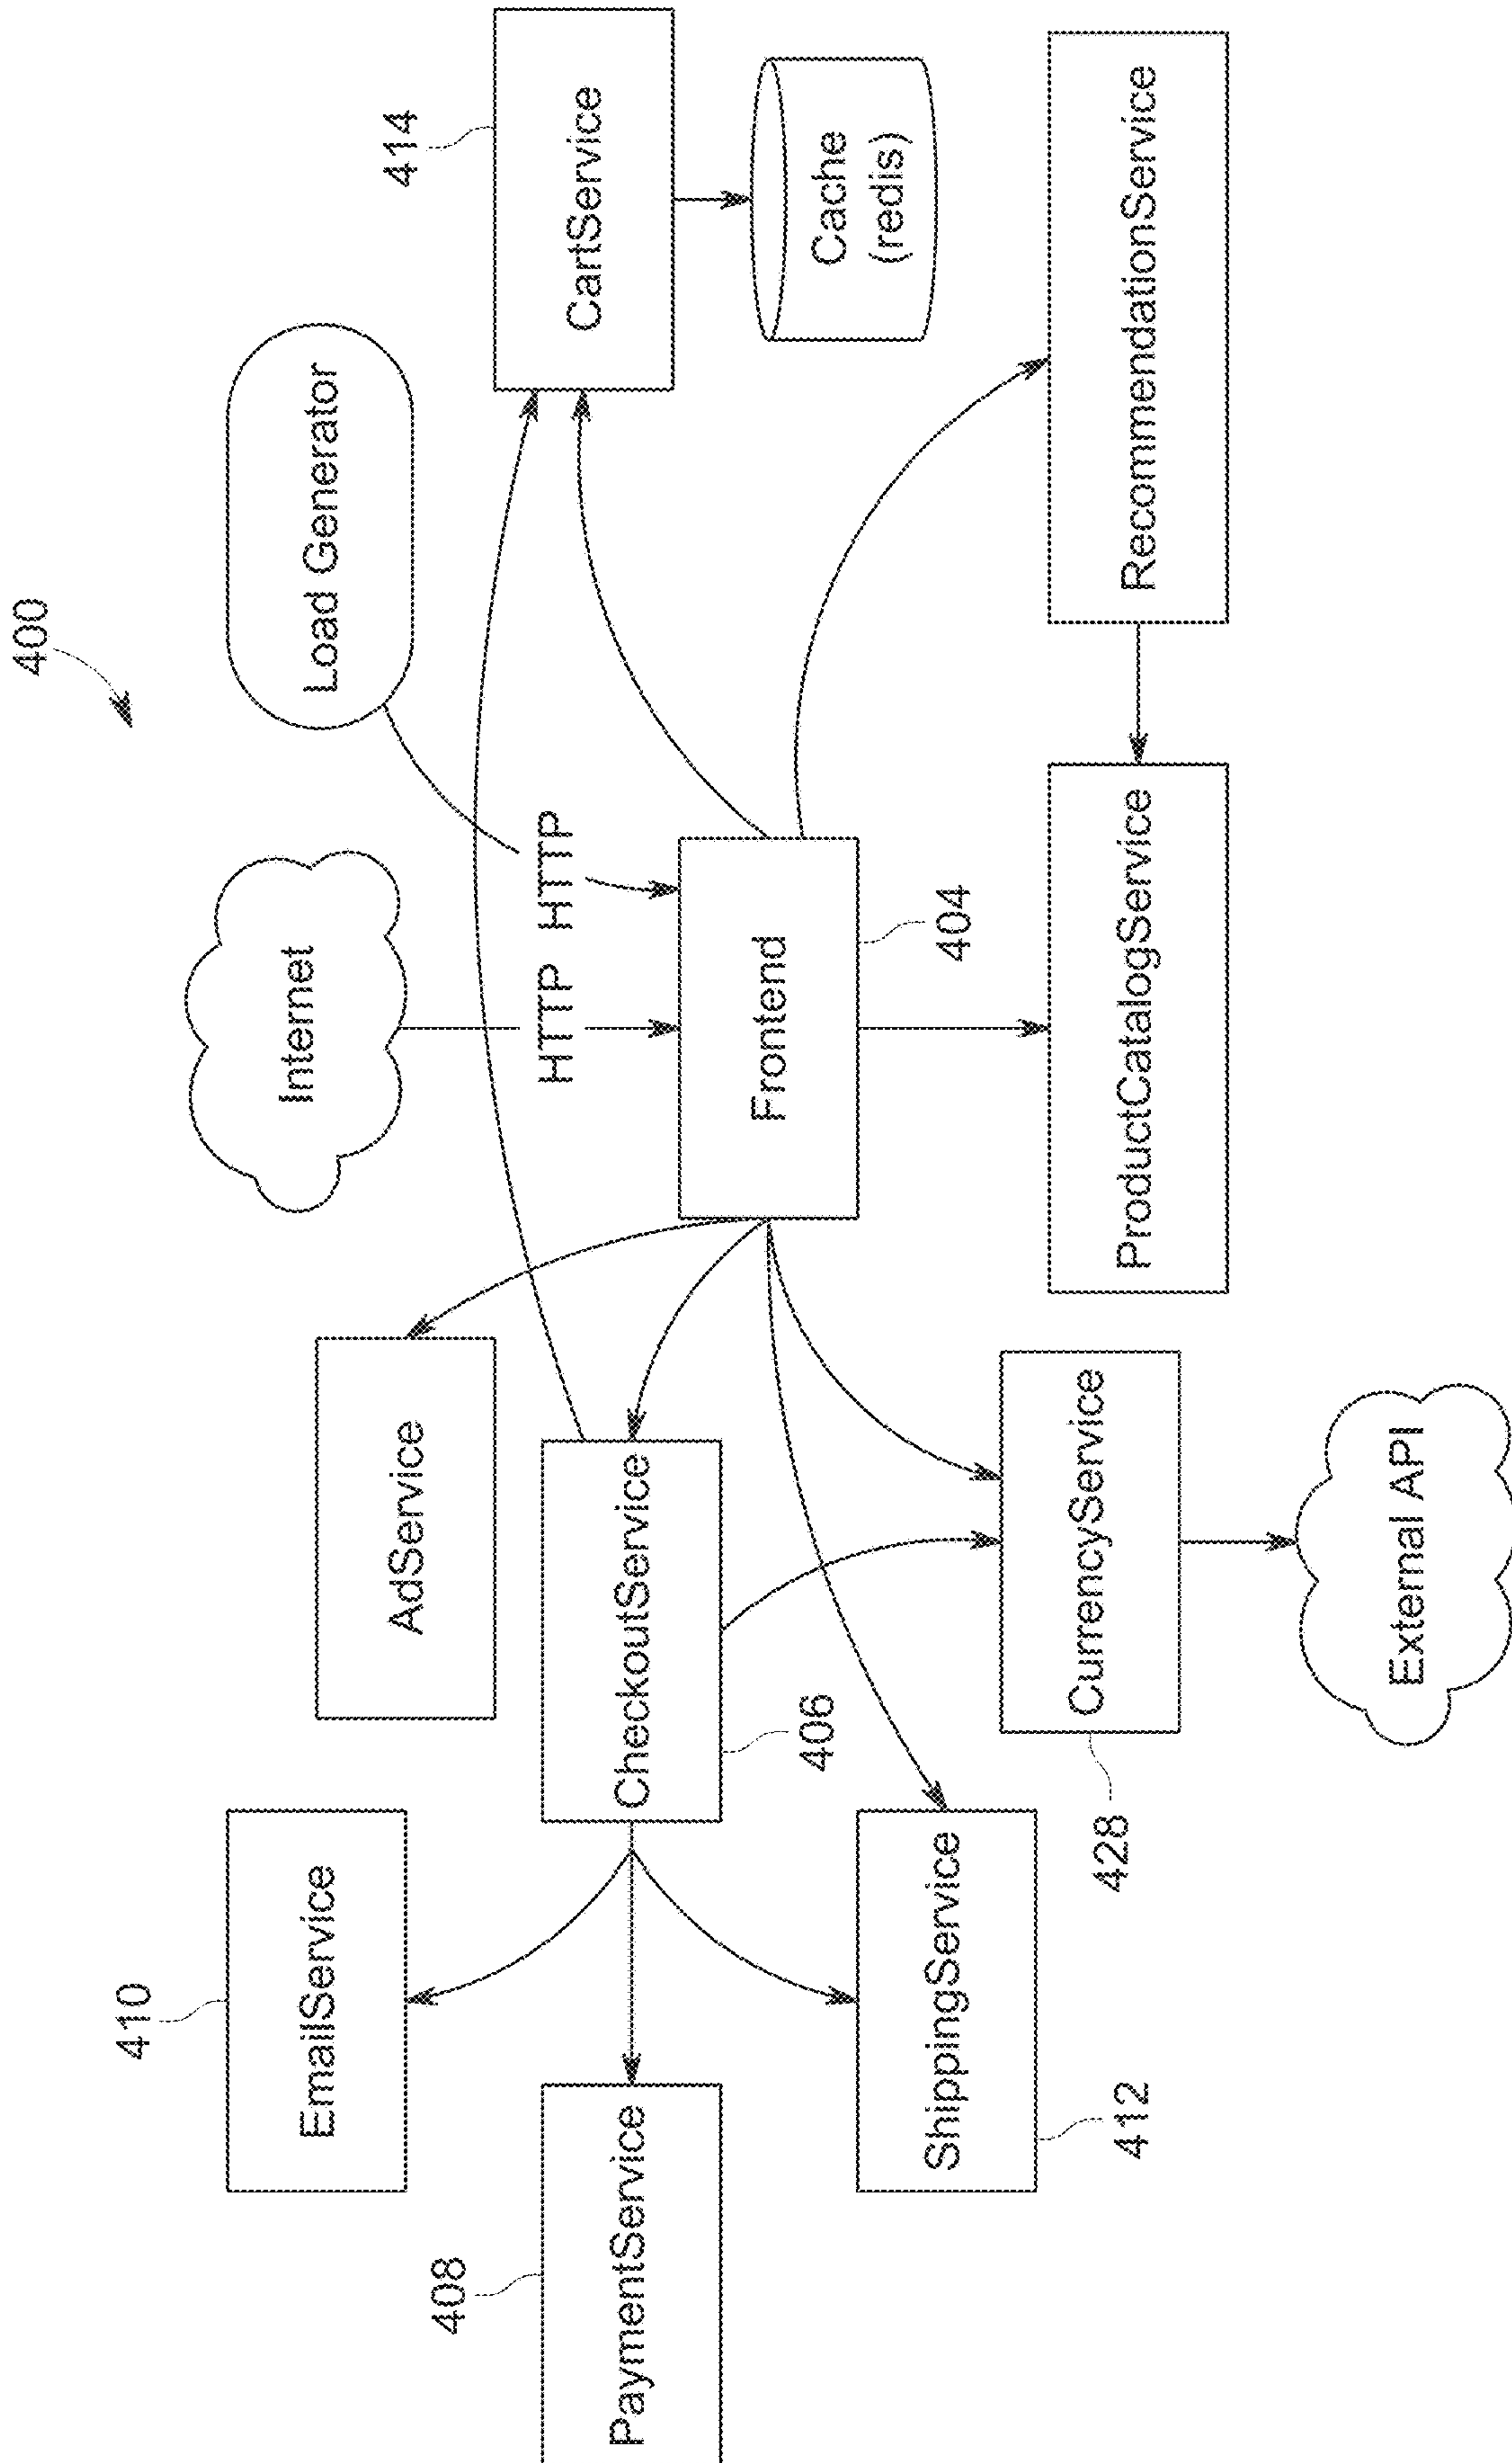 400
Internet
Load Generator
414
CartService
Cache
(redis)
HTTP
HTTP
Frontend
404
AdService
410
EmailService
CheckoutService
406
408
PaymentService
ShippingService
412
CurrencyService
428
External API
ProductCatalogService
RecommendationService